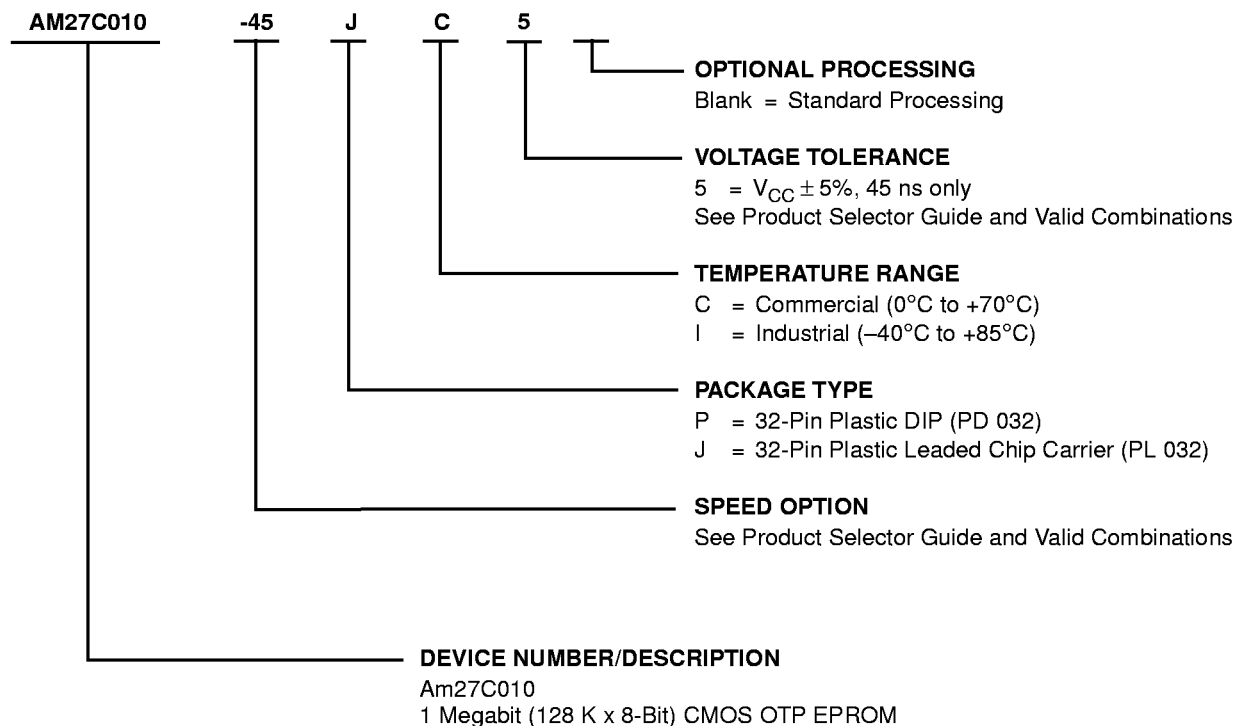 AM27C010 -45 J C 5
OPTIONAL PROCESSING
Blank = Standard Processing
VOLTAGE TOLERANCE
5 = VCC ± 5%, 45 ns only
See Product Selector Guide and Valid Combinations
TEMPERATURE RANGE
C = Commercial (0°C to +70°C)
I = Industrial (–40°C to +85°C)
PACKAGE TYPE
P = 32-Pin Plastic DIP (PD 032)
J = 32-Pin Plastic Leaded Chip Carrier (PL 032)
SPEED OPTION
See Product Selector Guide and Valid Combinations
DEVICE NUMBER/DESCRIPTION
Am27C010
1 Megabit (128 K x 8-Bit) CMOS OTP EPROM